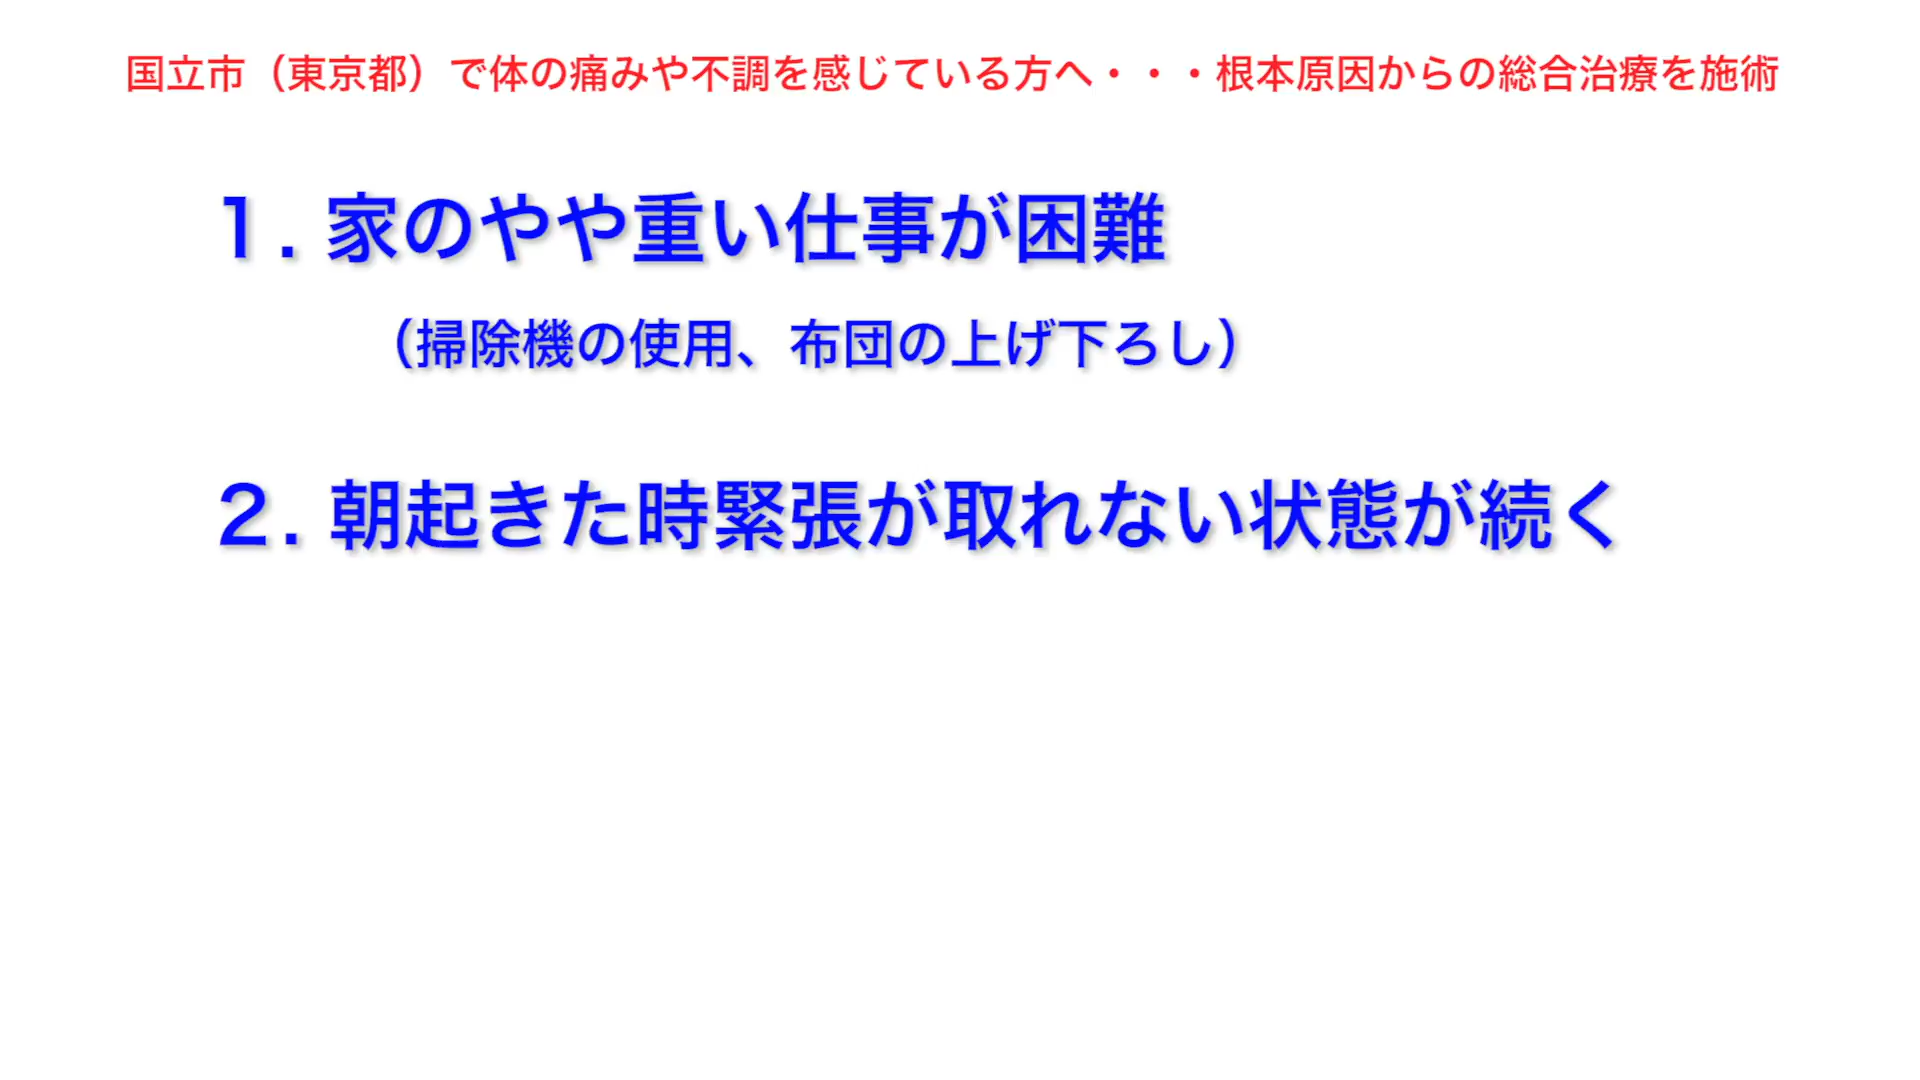 国立市（東京都）で体の痛みや不調を感じている方へ・・・根本原因からの総合治療を施術
１. 家のやや重い仕事が困難
（掃除機の使用、布団の上げ下ろし）
２. 朝起きた時緊張が取れない状態が続く